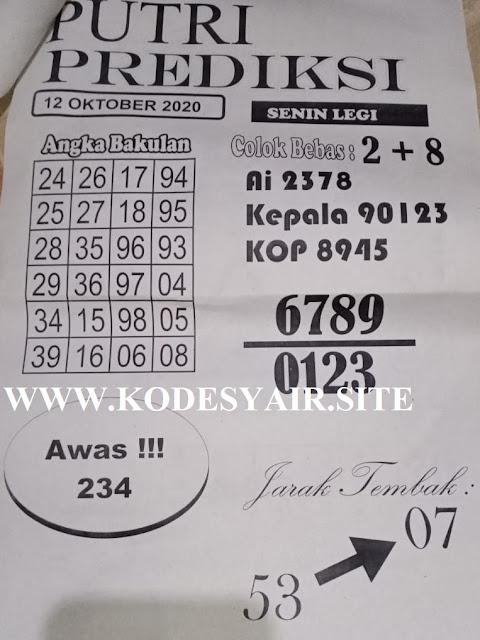 PUTRI
PREDIKSI
12 OKTOBER 2020
SENIN LEGI
Angka Bakulan
24 26 17 94
25 27 18 95
28 35 96 93
29 36 97 04
34 15 98 05
39 16 06 08
Colok Bebas : 2 + 8
Ai 2378
Kepala 90123
KOP 8945
6789
0123
WWW.KODESYAIR.SITE
Awas !!!
234
Jarak Tembak :
07
53